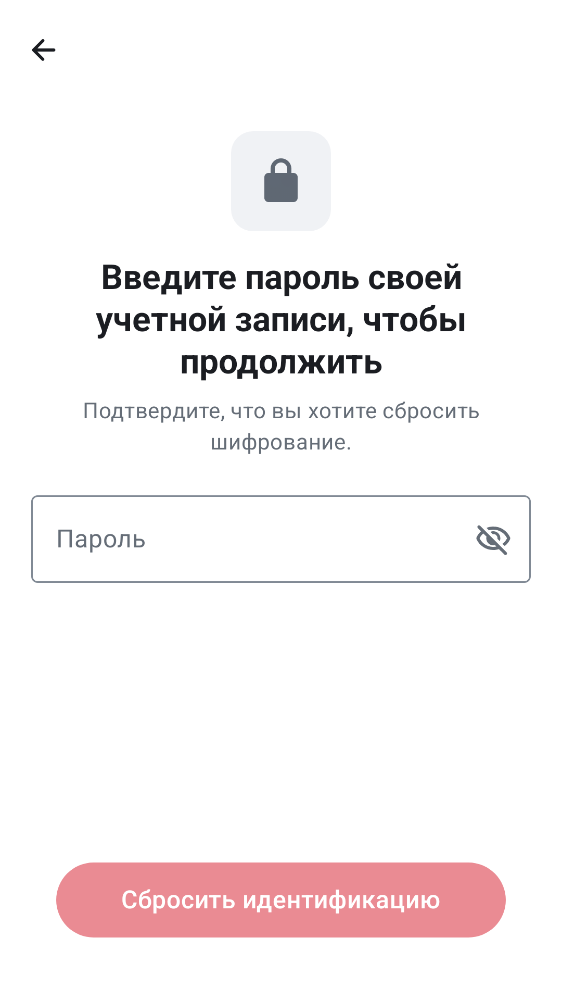 Введите пароль своей
учетной записи, чтобы
продолжить
Подтвердите, что вы хотите сбросить
шифрование.
Пароль
Сбросить идентификацию